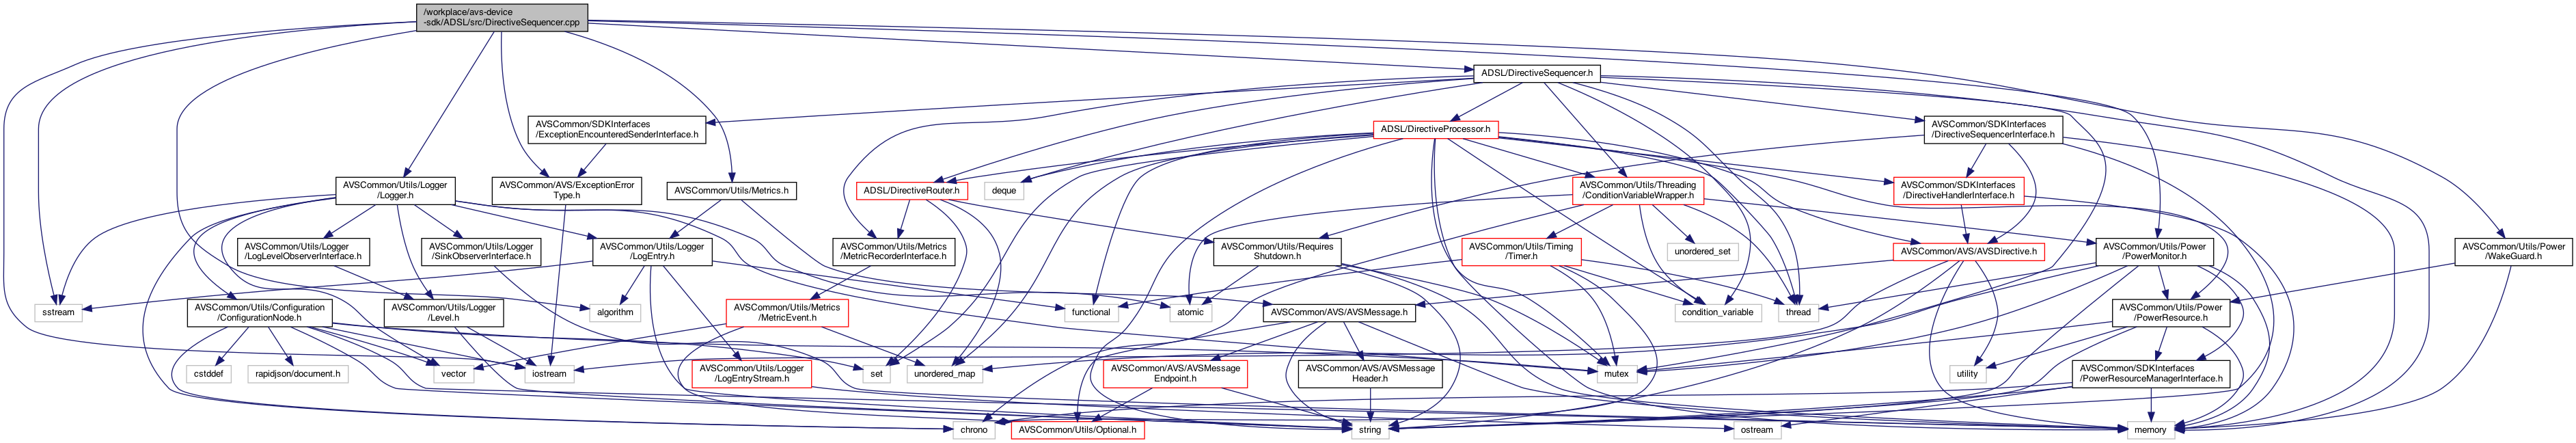 /workplace/avs-device
-sdk/ADSL/src/DirectiveSequencer.cpp
ADSL/DirectiveSequencer.h
AVSCommon/SDKInterfaces
/ExceptionEncounteredSenderInterface.h
ADSL/DirectiveProcessor.h
AVSCommon/SDKInterfaces
/DirectiveSequencerInterface.h
AVSCommon/Utils/Logger
/Logger.h
AVSCommon/AVS/ExceptionError
Type.h
AVSCommon/Utils/Metrics.h
ADSL/DirectiveRouter.h
deque
AVSCommon/Utils/Threading
/ConditionVariableWrapper.h
AVSCommon/SDKInterfaces
/DirectiveHandlerInterface.h
AVSCommon/Utils/Logger
/LogLevelObserverInterface.h
AVSCommon/Utils/Logger
/SinkObserverInterface.h
AVSCommon/Utils/Logger
/LogEntry.h
AVSCommon/Utils/Metrics
/MetricRecorderInterface.h
AVSCommon/Utils/Requires
Shutdown.h
AVSCommon/Utils/Timing
/Timer.h
unordered_set
AVSCommon/AVS/AVSDirective.h
AVSCommon/Utils/Power
/PowerMonitor.h
AVSCommon/Utils/Power
/WakeGuard.h
sstream
AVSCommon/Utils/Configuration
/ConfigurationNode.h
AVSCommon/Utils/Logger
/Level.h
algorithm
AVSCommon/Utils/Metrics
/MetricEvent.h
functional
atomic
AVSCommon/AVS/AVSMessage.h
condition_variable
thread
AVSCommon/Utils/Power
/PowerResource.h
cstddef
rapidjson/document.h
vector
iostream
AVSCommon/Utils/Logger
/LogEntryStream.h
set
unordered_map
AVSCommon/AVS/AVSMessage
Endpoint.h
AVSCommon/AVS/AVSMessage
Header.h
mutex
utility
AVSCommon/SDKInterfaces
/PowerResourceManagerInterface.h
chrono
AVSCommon/Utils/Optional.h
string
ostream
memory